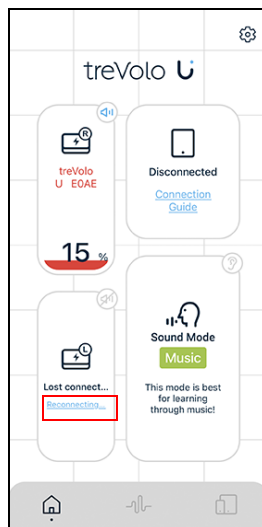 treVolo U
R
treVolo
U E0AE
15 %
Disconnected
Connection
Guide
L
Lost connect...
Reconnecting...
Sound Mode
Music
This mode is best
for learning
through music!